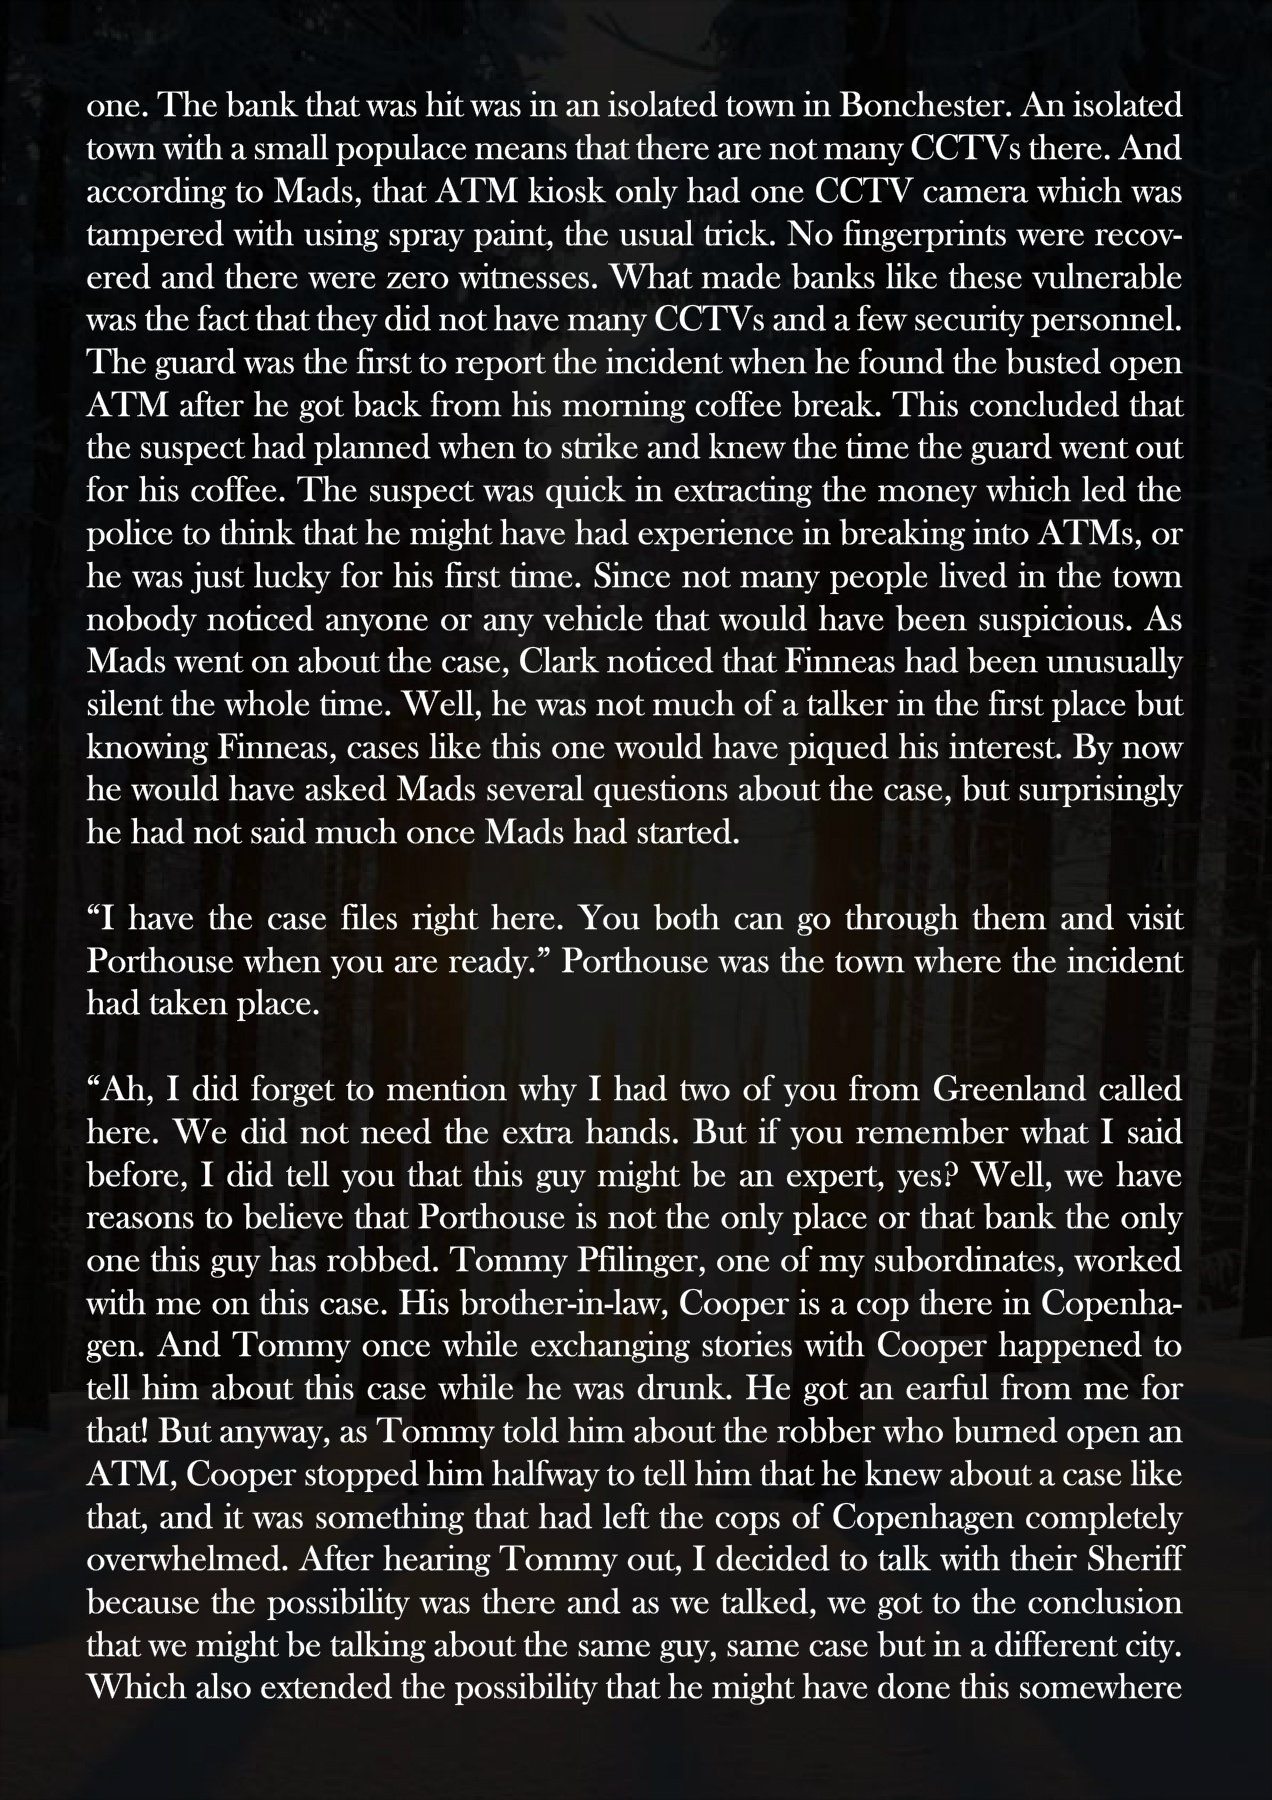 one. The bank that was hit was in an isolated town in Bonchester. An isolated
town with a small populace means that there are not many CCTVs there. And
according to Mads, that ATM kiosk only had one CCTV camera which was
tampered with using spray paint, the usual trick. No fingerprints were recov-
ered and there were zero witnesses. What made banks like these vulnerable
was the fact that they did not have many CCTVs and a few security personnel.
The guard was the first to report the incident when he found the busted open
ATM after he got back from his morning coffee break. This concluded that
the suspect had planned when to strike and knew the time the guard went out
for his coffee. The suspect was quick in extracting the money which led the
police to think that he might have had experience in breaking into ATMs, or
he was just lucky for his first time. Since not many people lived in the town
nobody noticed anyone or any vehicle that would have been suspicious. As
Mads went on about the case, Clark noticed that Finneas had been unusually
silent the whole time. Well, he was not much of a talker in the first place but
knowing Finneas, cases like this one would have piqued his interest. By now
he would have asked Mads several questions about the case, but surprisingly
he had not said much once Mads had started.
“I have the case files right here. You both can go through them and visit
Porthouse when you are ready.” Porthouse was the town where the incident
had taken place.
“Ah, I did forget to mention why I had two of you from Greenland called
here. We did not need the extra hands. But if you remember what I said
before, I did tell you that this guy might be an expert, yes? Well, we have
reasons to believe that Porthouse is not the only place or that bank the only
one this guy has robbed. Tommy Pfilinger, one of my subordinates, worked
with me on this case. His brother-in-law, Cooper is a cop there in Copenha-
gen. And Tommy once while exchanging stories with Cooper happened to
tell him about this case while he was drunk. He got an earful from me for
that! But anyway, as Tommy told him about the robber who burned open an
ATM, Cooper stopped him halfway to tell him that he knew about a case like
that, and it was something that had left the cops of Copenhagen completely
overwhelmed. After hearing Tommy out, I decided to talk with their Sheriff
because the possibility was there and as we talked, we got to the conclusion
that we might be talking about the same guy, same case but in a different city.
Which also extended the possibility that he might have done this somewhere